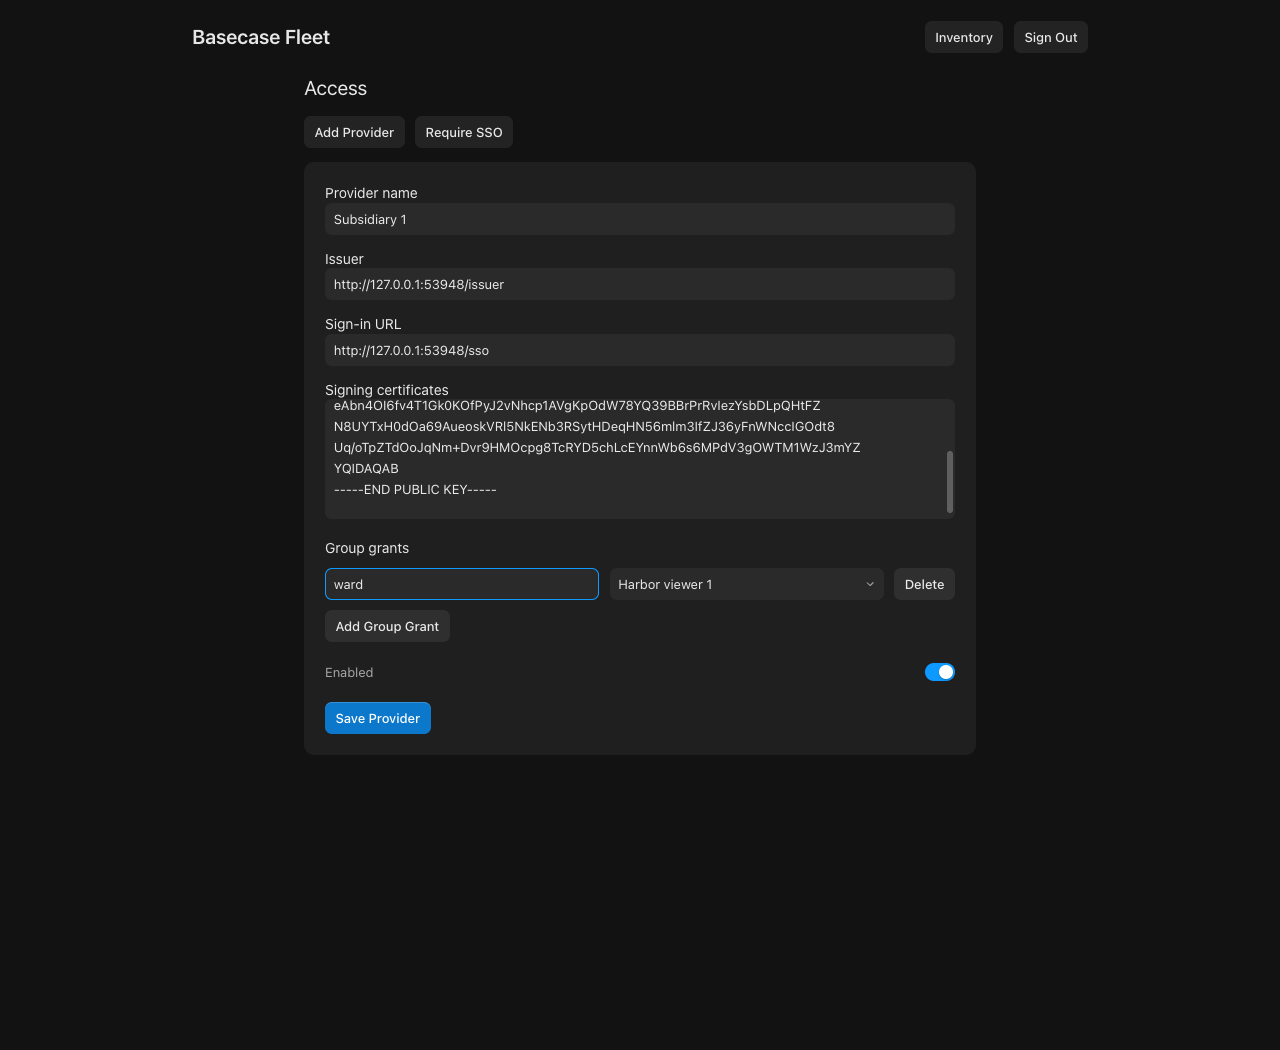 Basecase Fleet
Inventory
Sign Out
Access
Add Provider
Require SSO
Provider name
Subsidiary 1
Issuer
http://127.0.0.1:53948/issuer
Sign-in URL
http://127.0.0.1:53948/sso
Signing certificates
eAbn4OI6fv4T1Gk0KOfPyJ2vNhcp1AVgKpOdW78YQ39BBrPrRvIezYsbDLpQHtFZ
N8UYTxH0dOa69AueoskVRl5NkENb3RSytHDeqHN56mIm3IfZJ36yFnWNccIGOdt8
Uq/oTpZTdOoJqNm+Dvr9HMOcpg8TcRYD5chLcEYnnWb6s6MPdV3gOWTM1WzJ3mYZ
YQIDAQAB
-----END PUBLIC KEY-----
Group grants
ward
Harbor viewer 1
Delete
Add Group Grant
Enabled
Save Provider